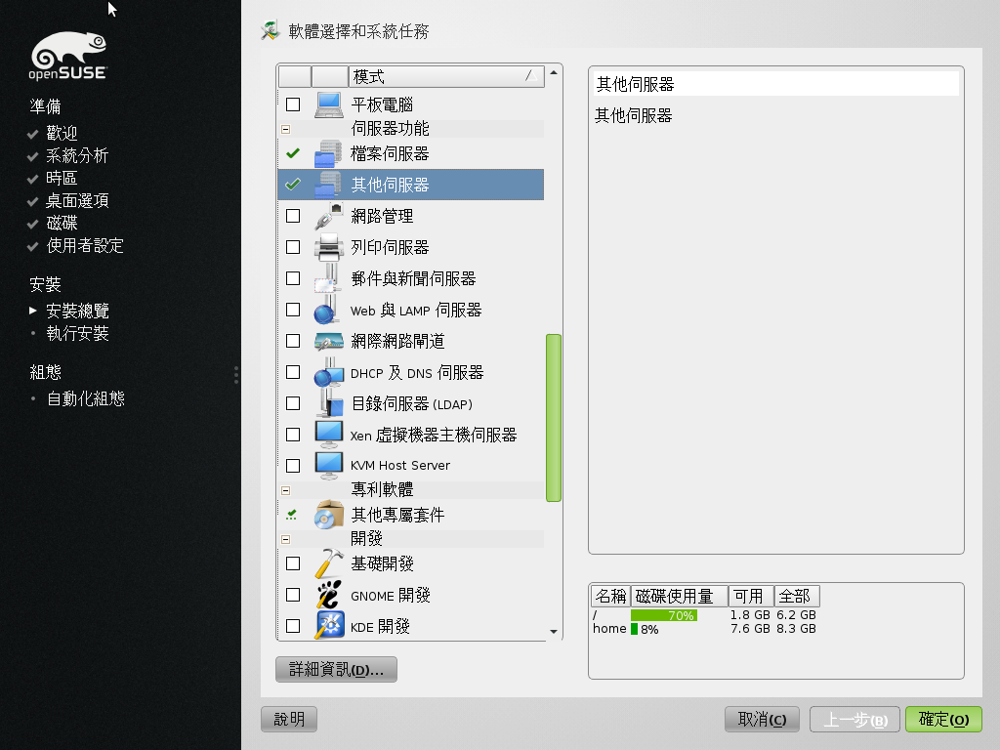 openSUSE
準備
歡迎
系統分析
時區
桌面選項
磁碟
使用者設定
安裝
安裝總覽
執行安裝
組態
自動化組態
軟體選擇和系統任務
模式
平板電腦
伺服器功能
檔案伺服器
其他伺服器
網路管理
列印伺服器
郵件與新聞伺服器
Web 與 LAMP 伺服器
網際網路閘道
DHCP 及 DNS 伺服器
目錄伺服器 (LDAP)
Xen 虛擬機器主機伺服器
KVM Host Server
專利軟體
其他專屬套件
開發
基礎開發
GNOME 開發
KDE 開發
詳細資訊(D)...
其他伺服器
其他伺服器
名稱 磁碟使用量 可用 全部
/ 70% 1.8 GB 6.2 GB
home 8% 7.6 GB 8.3 GB
說明
取消(C)
上一步(B)
確定(O)